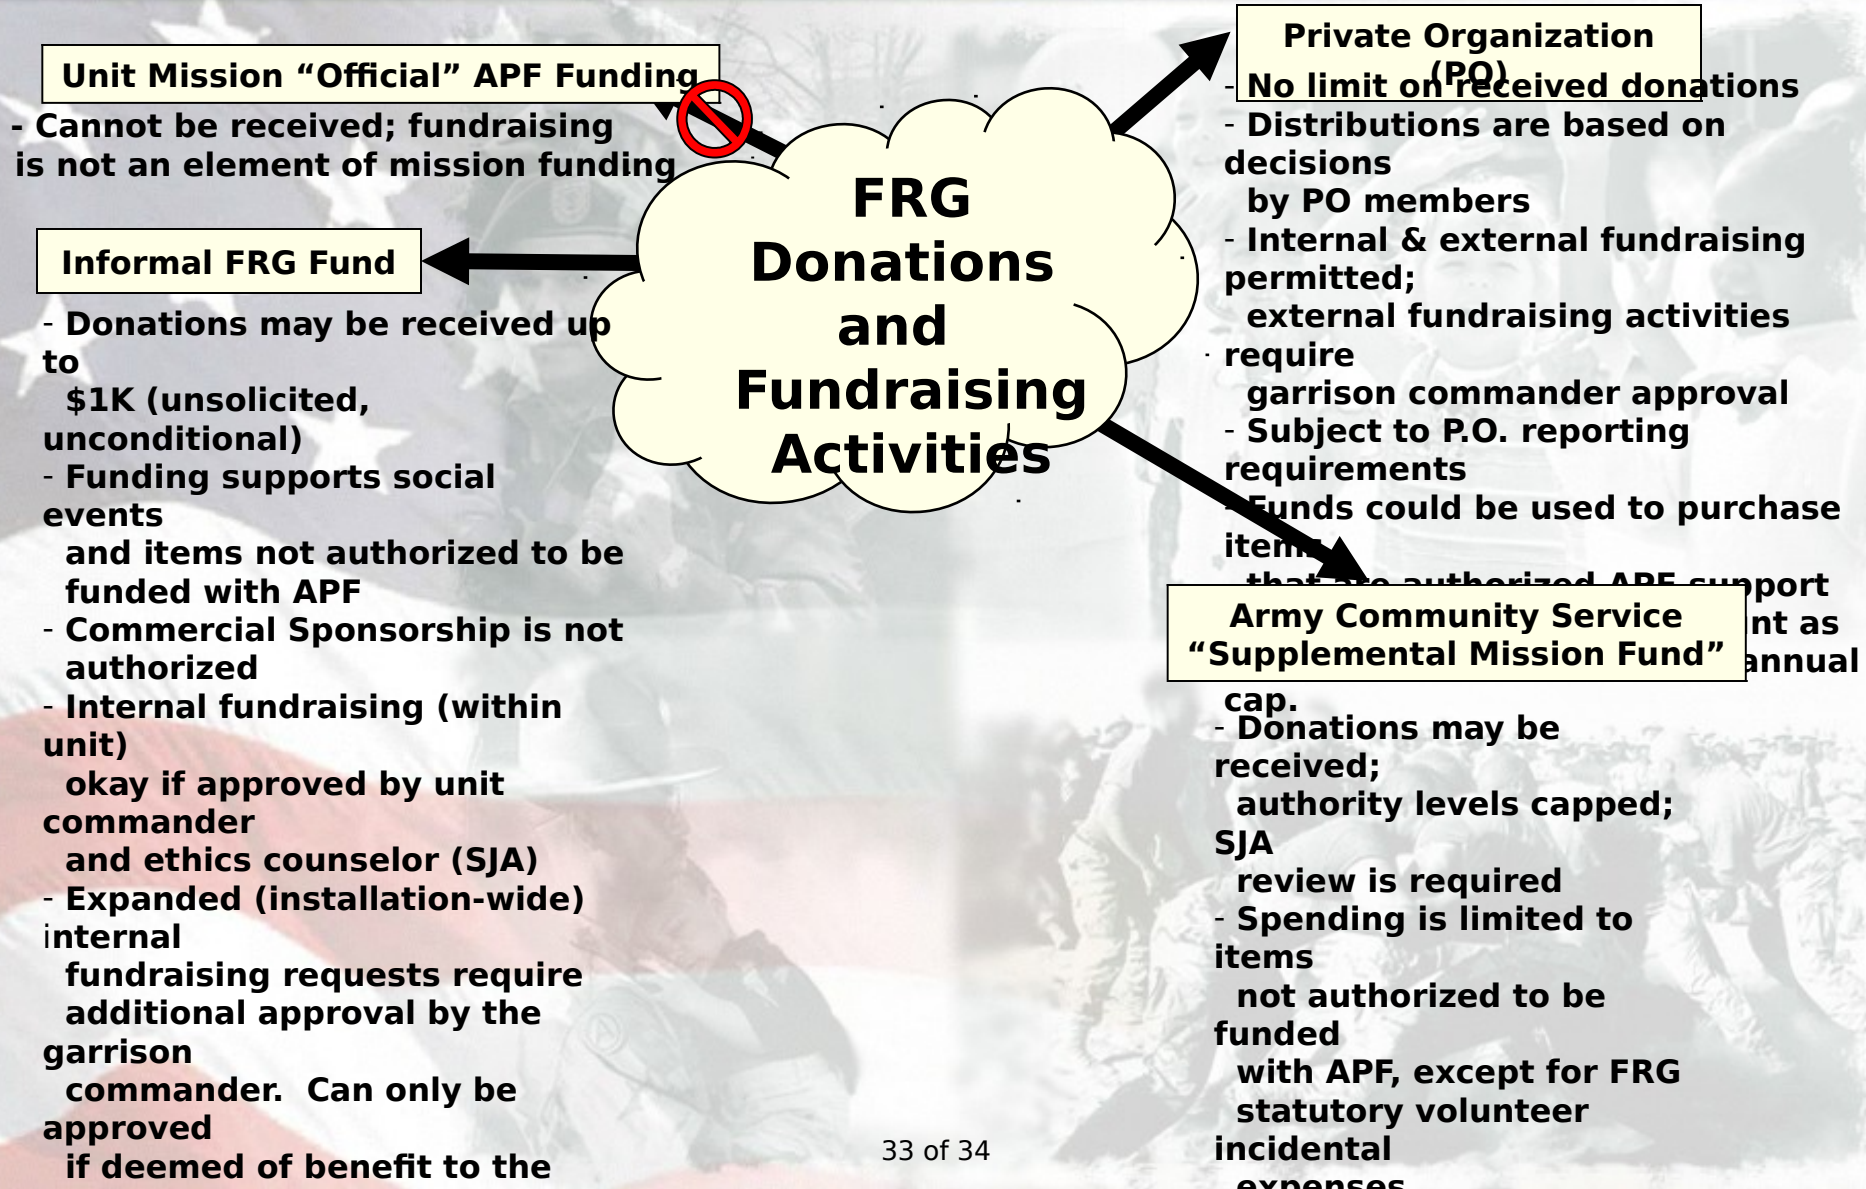 Unit Mission “Official” APF Funding
- Cannot be received; fundraising
is not an element of mission funding
Informal FRG Fund
- Donations may be received up
to
$1K (unsolicited,
unconditional)
- Funding supports social
events
and items not authorized to be
funded with APF
- Commercial Sponsorship is not
authorized
- Internal fundraising (within
unit)
okay if approved by unit
commander
and ethics counselor (SJA)
- Expanded (installation-wide)
internal
fundraising requests require
additional approval by the
garrison
commander.  Can only be
approved
if deemed of benefit to the
FRG
Donations
and
Fundraising
Activities
Private Organization
(PO)
- No limit on received donations
- Distributions are based on
decisions
by PO members
- Internal & external fundraising
permitted;
external fundraising activities
require
garrison commander approval
- Subject to P.O. reporting
requirements
- Funds could be used to purchase
items
that are authorized APF support
as
annual
cap.
Army Community Service
“Supplemental Mission Fund”
- Donations may be
received;
authority levels capped;
SJA
review is required
- Spending is limited to
items
not authorized to be
funded
with APF, except for FRG
statutory volunteer
incidental
expenses
33 of 34